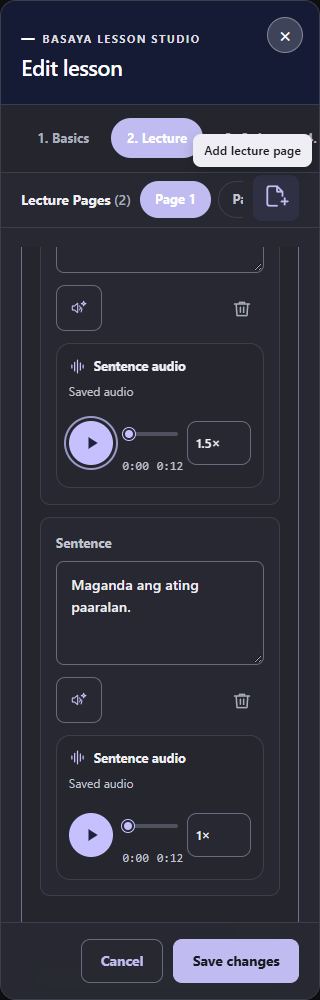 BASAYA LESSON STUDIO
Edit lesson
1. Basics
2. Lecture
Add lecture page
Lecture Pages (2)
Page 1
Sentence audio
Saved audio
0:00 0:12
1.5×
Sentence
Maganda ang ating
paaralan.
Sentence audio
Saved audio
0:00 0:12
1×
Cancel
Save changes